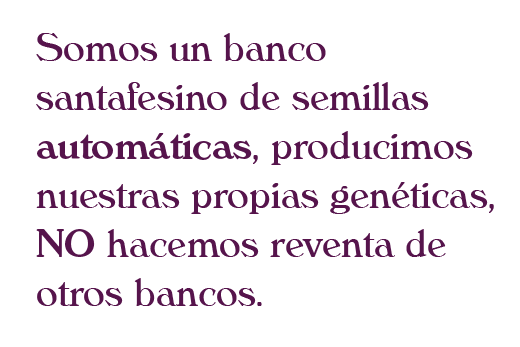 Somos un banco
santafesino de semillas
automáticas, producimos
nuestras propias genéticas,
NO hacemos reventa de
otros bancos.